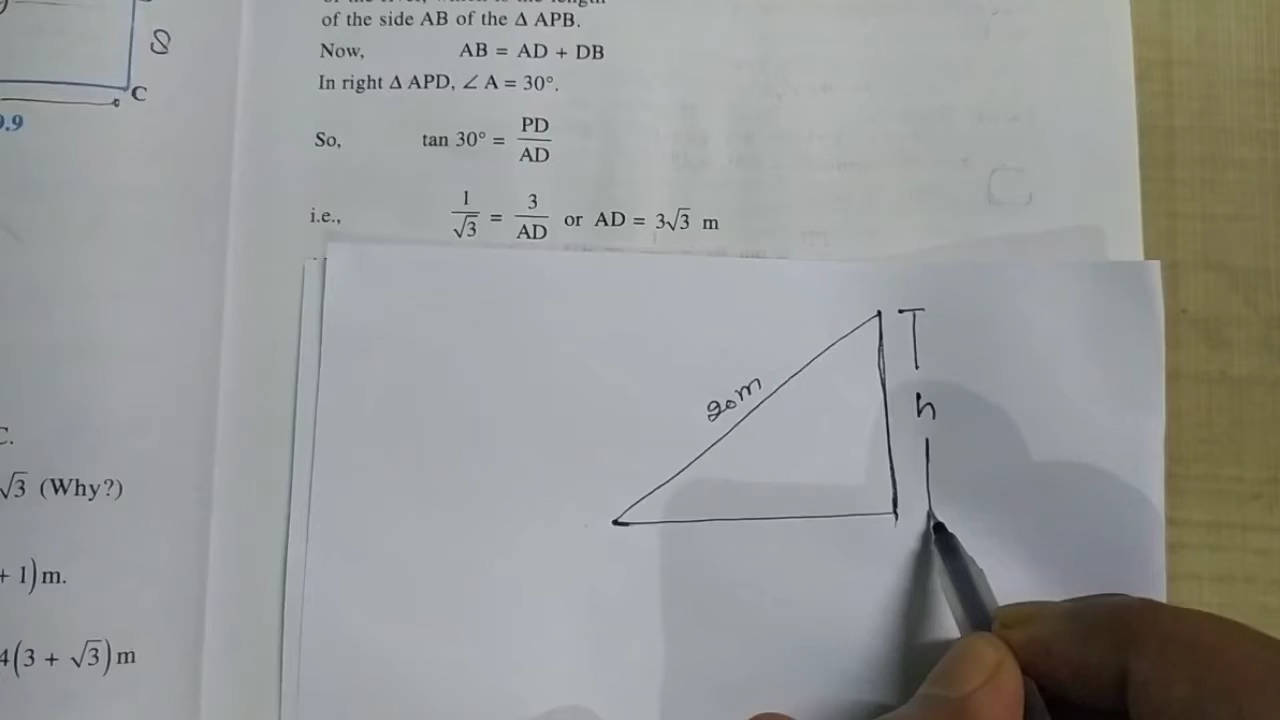 of the side AB of the Δ APB.
Now, AB = AD + DB
In right Δ APD, ∠ A = 30°.
So, tan 30° = PD/AD
i.e., 1/√3 = 3/AD or AD = 3√3 m
8
C
9.9
C.
√3 (Why?)
+ 1) m.
4(3 + √3) m
20m
h